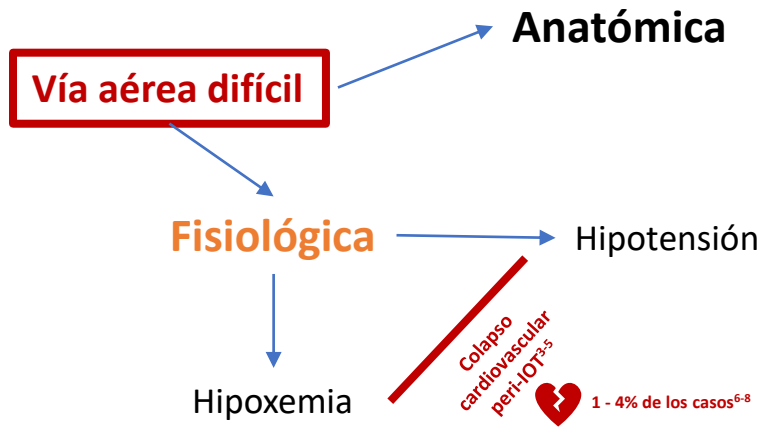 Anatómica
Vía aérea difícil
Fisiológica
Hipotensión
Colapso
cardiovascular
peri-IOT³⁻⁵
Hipoxemia
1 - 4% de los casos⁶⁻⁸